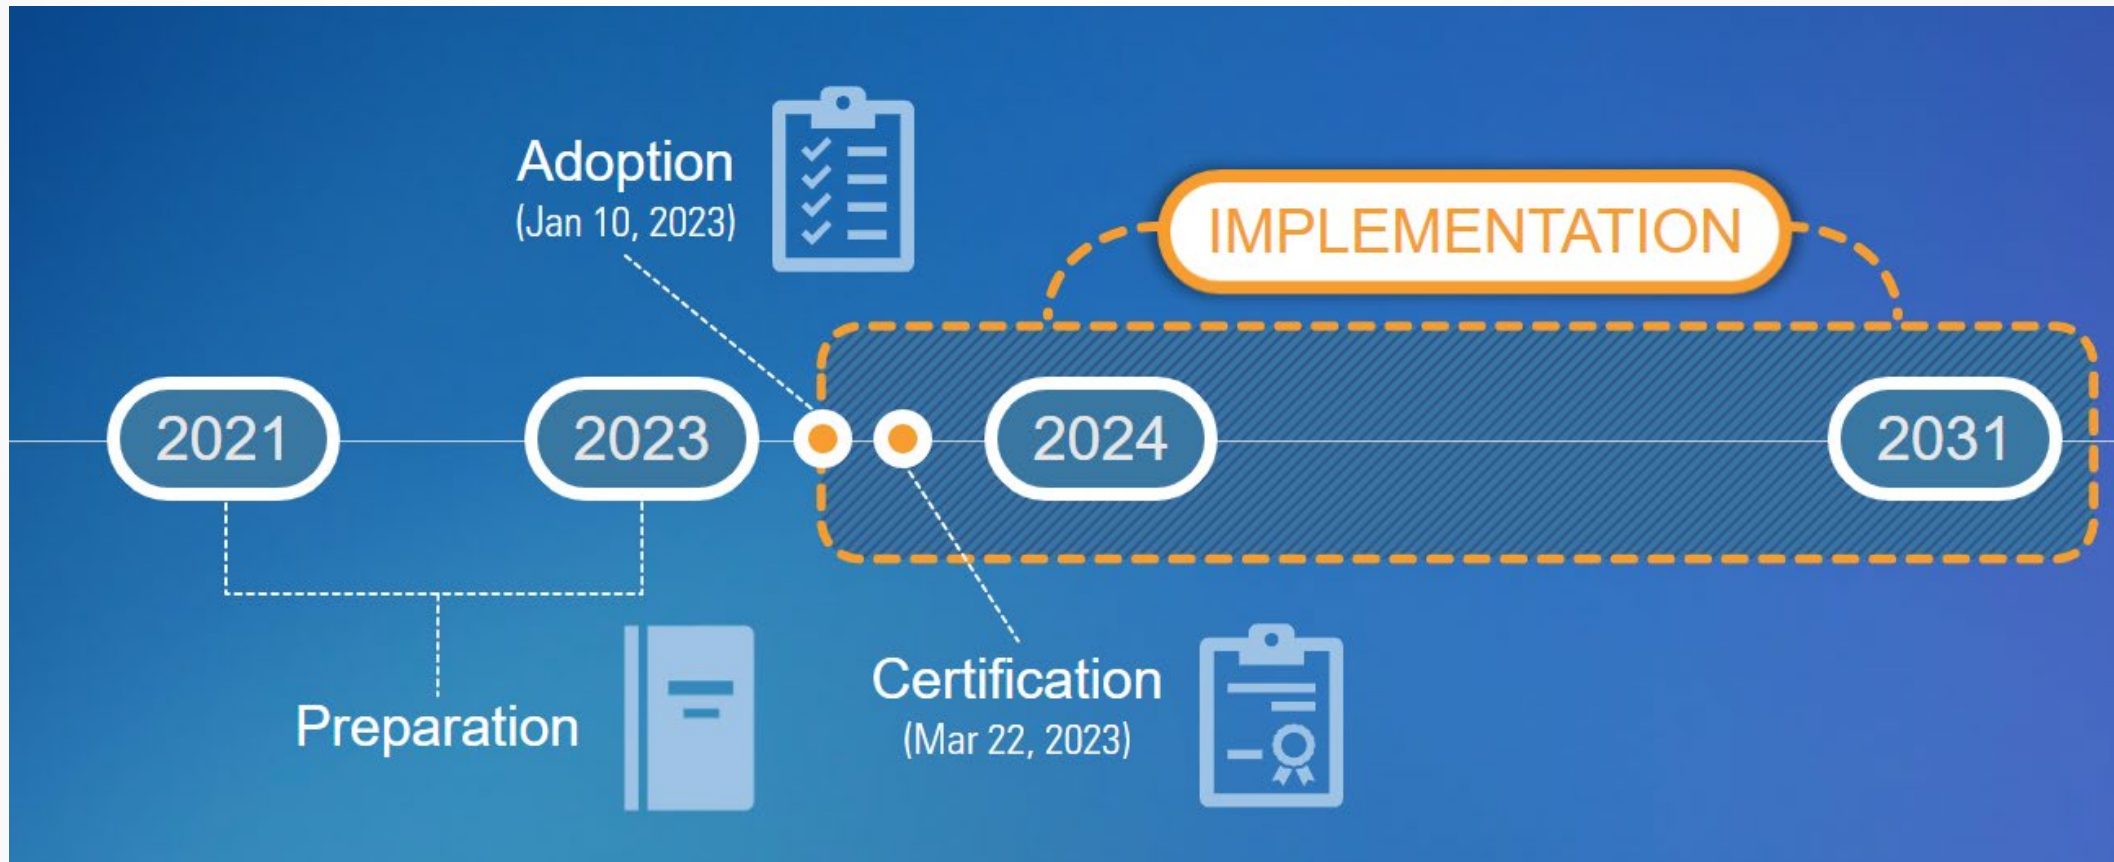 Adoption
(Jan 10, 2023)
IMPLEMENTATION
2021
2023
2024
2031
Preparation
Certification
(Mar 22, 2023)